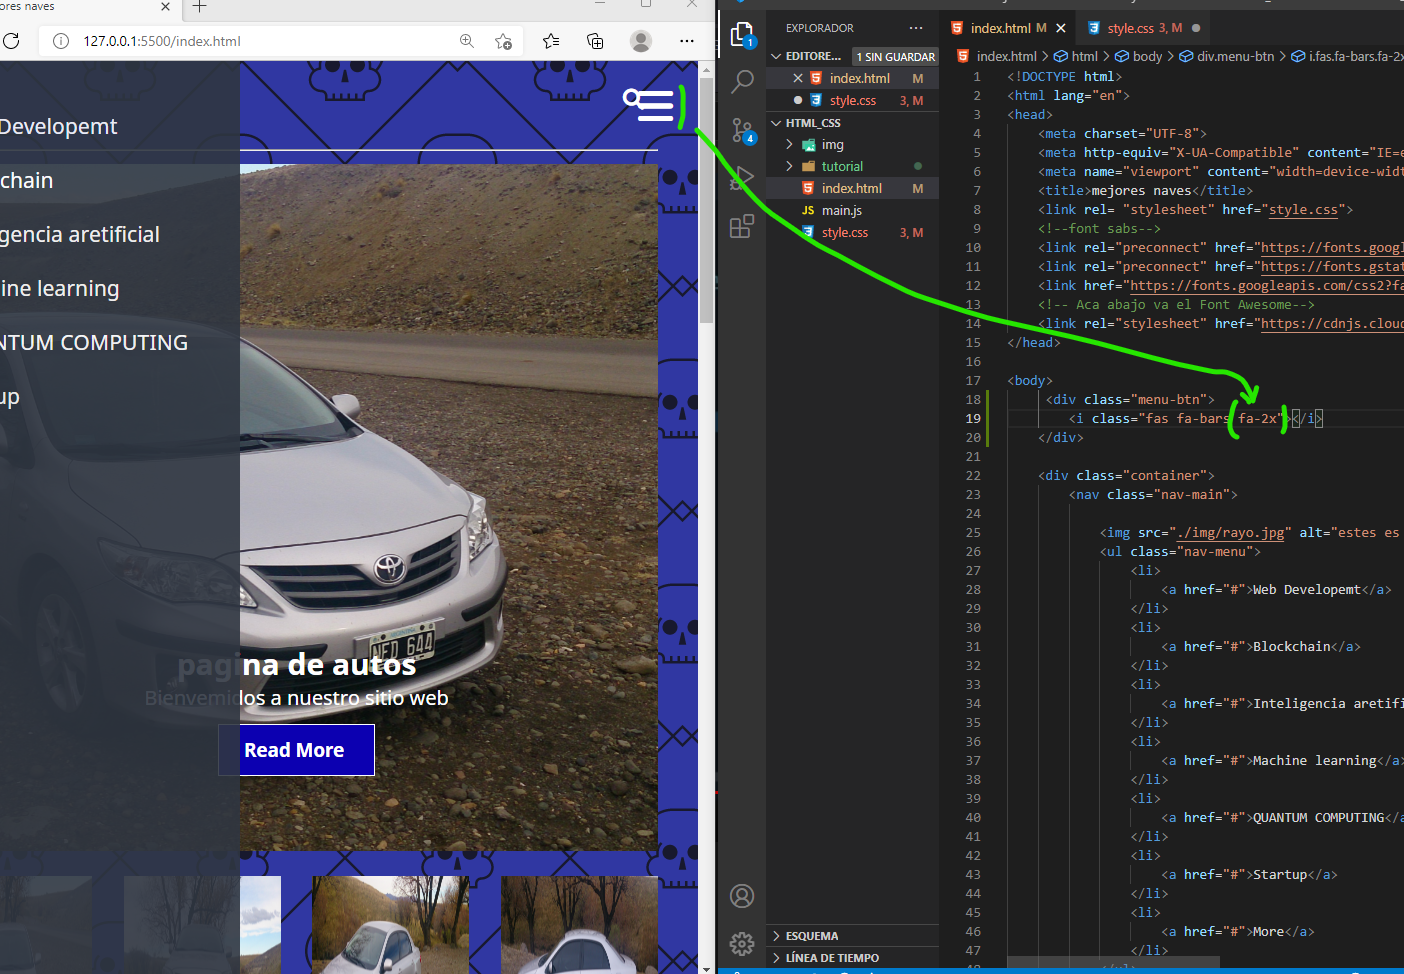 ores naves
127.0.0.1:5500/index.html
Developemt
chain
gencia aretificial
ine learning
NTUM COMPUTING
up
NED 644
pagina de autos
Bienvemidos a nuestro sitio web
Read More
EXPLORADOR
EDITORE... 1 SIN GUARDAR
index.html M
style.css 3, M
HTML_CSS
img
tutorial
index.html M
JS main.js
style.css 3, M
ESQUEMA
LÍNEA DE TIEMPO
1
4
index.html M
style.css 3, M
index.html > html > body > div.menu-btn > i.fas.fa-bars.fa-2x
1 <!DOCTYPE html>
2 <html lang="en">
3 <head>
4 <meta charset="UTF-8">
5 <meta http-equiv="X-UA-Compatible" content="IE=e
6 <meta name="viewport" content="width=device-widt
7 <title>mejores naves</title>
8 <link rel= "stylesheet" href="style.css">
9 <!--font sabs-->
10 <link rel="preconnect" href="https://fonts.googl
11 <link rel="preconnect" href="https://fonts.gstat
12 <link href="https://fonts.googleapis.com/css2?fa
13 <!-- Aca abajo va el Font Awesome-->
14 <link rel="stylesheet" href="https://cdnjs.cloud
15 </head>
16
17 <body>
18 <div class="menu-btn">
19 <i class="fas fa-bars fa-2x"></i>
20 </div>
21
22 <div class="container">
23 <nav class="nav-main">
24
25 <img src="./img/rayo.jpg" alt="estes es
26 <ul class="nav-menu">
27 <li>
28 <a href="#">Web Developemt</a>
29 </li>
30 <li>
31 <a href="#">Blockchain</a>
32 </li>
33 <li>
34 <a href="#">Inteligencia aretifi
35 </li>
36 <li>
37 <a href="#">Machine learning</a>
38 </li>
39 <li>
40 <a href="#">QUANTUM COMPUTING</a
41 </li>
42 <li>
43 <a href="#">Startup</a>
44 </li>
45 <li>
46 <a href="#">More</a>
47 </li>